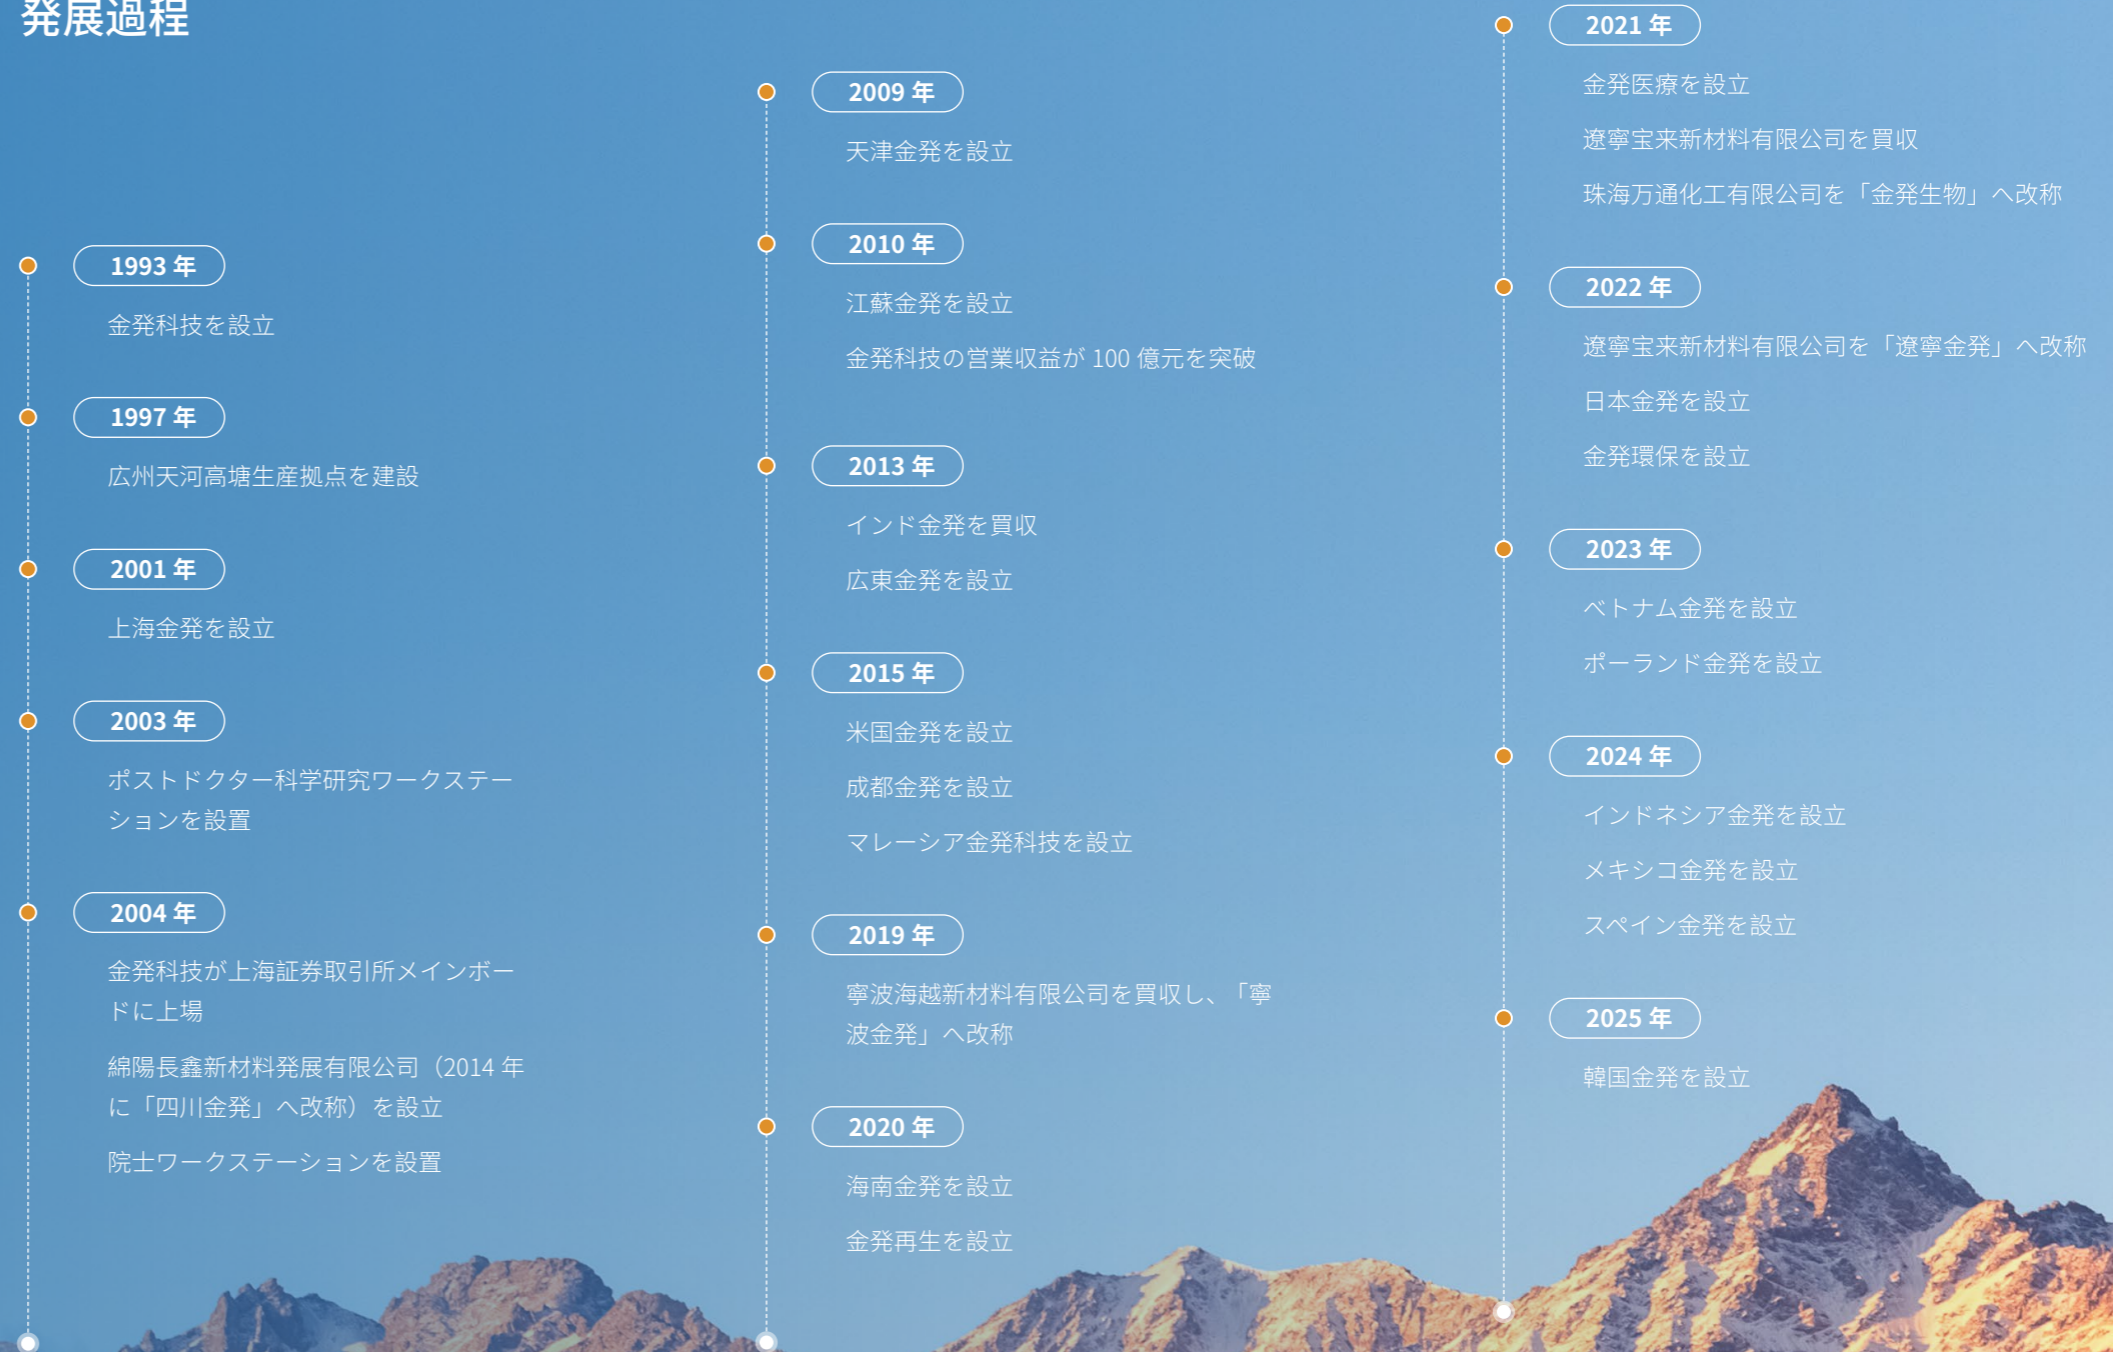 発展過程
1993 年
金発科技を設立
1997 年
広州天河高塘生産拠点を建設
2001 年
上海金発を設立
2003 年
ポストドクター科学研究ワークステー
ションを設置
2004 年
金発科技が上海証券取引所メインボー
ドに上場
綿陽長鑫新材料発展有限公司（2014 年
に「四川金発」へ改称）を設立
院士ワークステーションを設置
2009 年
天津金発を設立
2010 年
江蘇金発を設立
金発科技の営業収益が 100 億元を突破
2013 年
インド金発を買収
広東金発を設立
2015 年
米国金発を設立
成都金発を設立
マレーシア金発科技を設立
2019 年
寧波海越新材料有限公司を買収し、「寧
波金発」へ改称
2020 年
海南金発を設立
金発再生を設立
2021 年
金発医療を設立
遼寧宝来新材料有限公司を買収
珠海万通化工有限公司を「金発生物」へ改称
2022 年
遼寧宝来新材料有限公司を「遼寧金発」へ改称
日本金発を設立
金発環保を設立
2023 年
ベトナム金発を設立
ポーランド金発を設立
2024 年
インドネシア金発を設立
メキシコ金発を設立
スペイン金発を設立
2025 年
韓国金発を設立